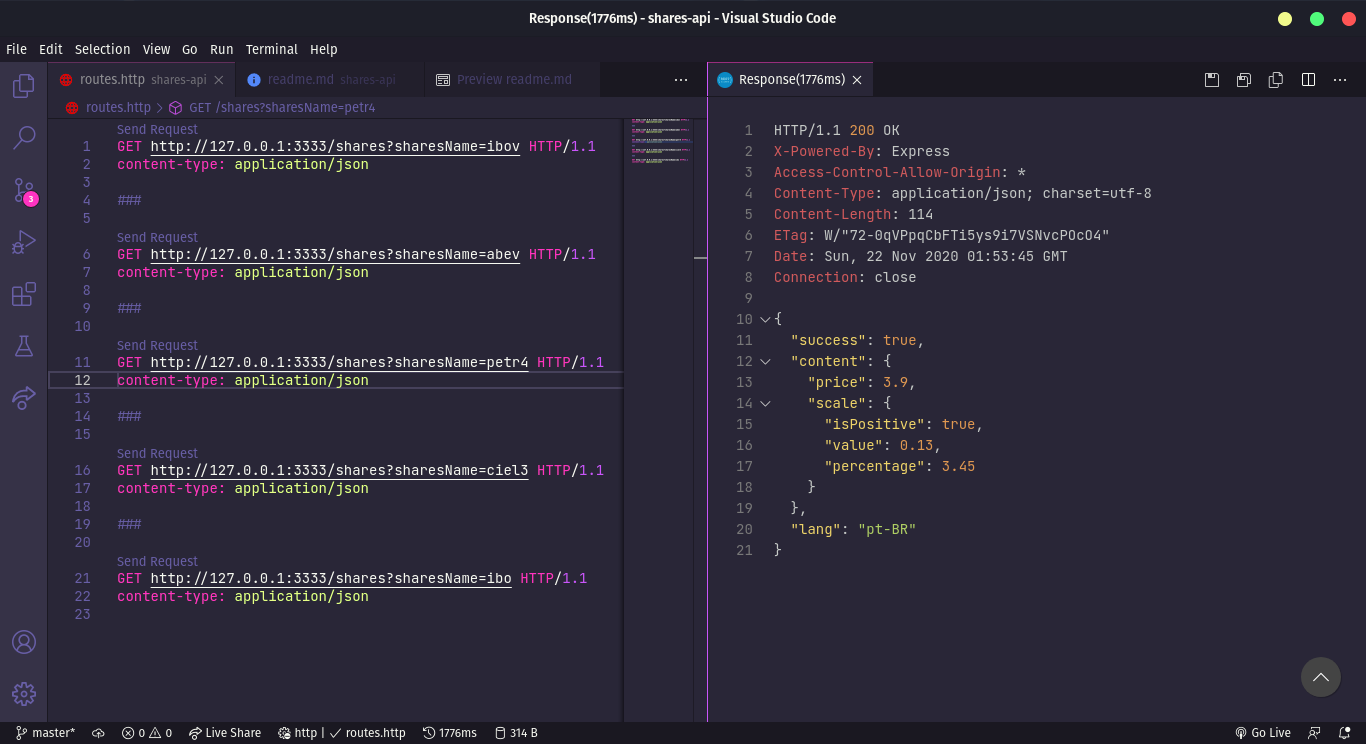 Response(1776ms) - shares-api - Visual Studio Code
File Edit Selection View Go Run Terminal Help
routes.http shares-api
readme.md shares-api
Preview readme.md
Response(1776ms)
routes.http > GET /shares?sharesName=petr4
Send Request
1 GET http://127.0.0.1:3333/shares?sharesName=ibov HTTP/1.1
2 content-type: application/json
3
4 ###
5
Send Request
6 GET http://127.0.0.1:3333/shares?sharesName=abev HTTP/1.1
7 content-type: application/json
8
9 ###
10
Send Request
11 GET http://127.0.0.1:3333/shares?sharesName=petr4 HTTP/1.1
12 content-type: application/json
13
14 ###
15
Send Request
16 GET http://127.0.0.1:3333/shares?sharesName=ciel3 HTTP/1.1
17 content-type: application/json
18
19 ###
20
Send Request
21 GET http://127.0.0.1:3333/shares?sharesName=ibo HTTP/1.1
22 content-type: application/json
23
1 HTTP/1.1 200 OK
2 X-Powered-By: Express
3 Access-Control-Allow-Origin: *
4 Content-Type: application/json; charset=utf-8
5 Content-Length: 114
6 ETag: W/"72-0qVPpqCbFTi5ys9i7VSNvcPOcO4"
7 Date: Sun, 22 Nov 2020 01:53:45 GMT
8 Connection: close
9
10 {
11 "success": true,
12 "content": {
13 "price": 3.9,
14 "scale": {
15 "isPositive": true,
16 "value": 0.13,
17 "percentage": 3.45
18 }
19 },
20 "lang": "pt-BR"
21 }
3
master* 0 0 Live Share http | routes.http 1776ms 314 B Go Live